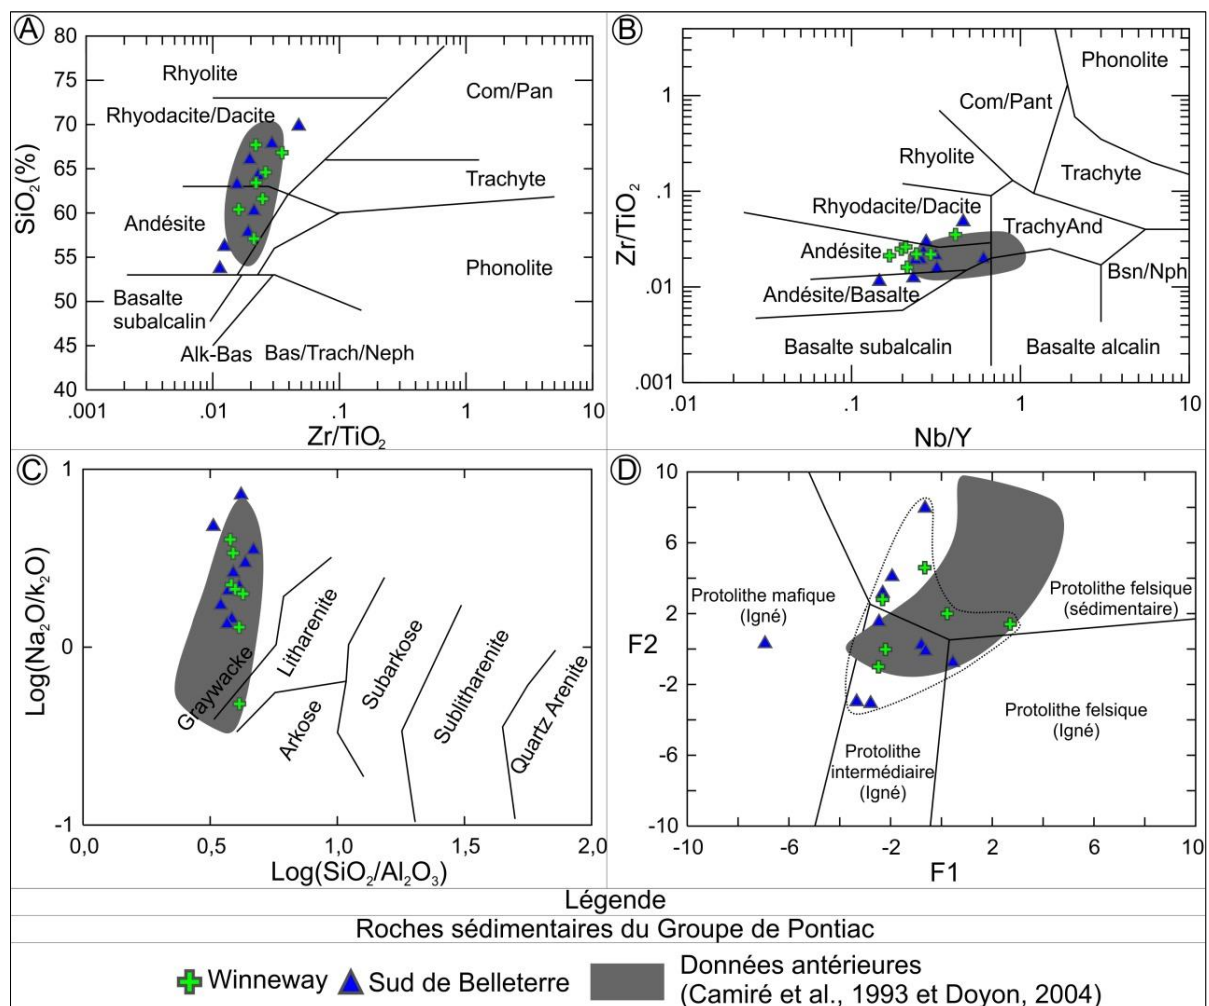 A
80
75
70
65
60
55
50
45
40
SiO₂(%)
Rhyolite
Rhyodacite/Dacite
Com/Pan
Trachyte
Andésite
Phonolite
Basalte
subalcalin
Alk-Bas
Bas/Trach/Neph
.001
.01
.1
1
10
Zr/TiO₂
B
1
.1
.01
.001
Zr/TiO₂
Phonolite
Com/Pant
Rhyolite
Trachyte
Rhyodacite/Dacite
TrachyAnd
Andésite
Bsn/Nph
Andésite/Basalte
Basalte subalcalin
Basalte alcalin
.01
.1
1
10
Nb/Y
C
1
0
-1
Log(Na₂O/k₂O)
Graywacke
Litharenite
Arkose
Subarkose
Sublitharenite
Quartz Arenite
0,0
0,5
1,0
1,5
2,0
Log(SiO₂/Al₂O₃)
D
10
6
2
-2
-6
-10
F2
Protolithe mafique
(Igné)
Protolithe felsique
(sédimentaire)
Protolithe felsique
(Igné)
Protolithe
intermédiaire
(Igné)
-10
-6
-2
2
6
10
F1
Légende
Roches sédimentaires du Groupe de Pontiac
Winneway
Sud de Belleterre
Données antérieures
(Camiré et al., 1993 et Doyon, 2004)